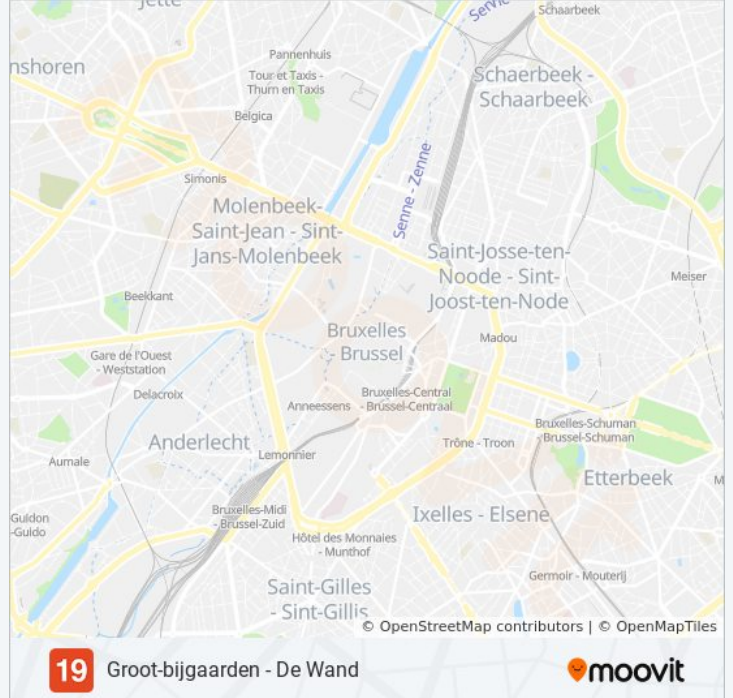 Jette
Schaarbeek
Pannenhuis
nshoren
Tour et Taxis -
Thurn en Taxis
Schaerbeek -
Schaarbeek
Belgica
Senne - Zenne
Simonis
Molenbeek-
Saint-Jean - Sint-
Jans-Molenbeek
Saint-Josse-ten-
Noode - Sint-
Joost-ten-Node
Meiser
Beekkant
Bruxelles
- Brussel
Madou
Gare de l'Ouest
- Weststation
Delacroix
Bruxelles-Central
- Brussel-Centraal
Anneessens
Bruxelles-Schuman
- Brussel-Schuman
Anderlecht
Trône - Troon
Lemonnier
Aumale
Etterbeek
M
Bruxelles-Midi
- Brussel-Zuid
Ixelles - Elsene
Guidon
-Guido
Hôtel des Monnaies
- Munthof
Germoir - Mouterij
Saint-Gilles
- Sint-Gillis
© OpenStreetMap contributors | © OpenMapTiles
19 Groot-bijgaarden - De Wand
moovit